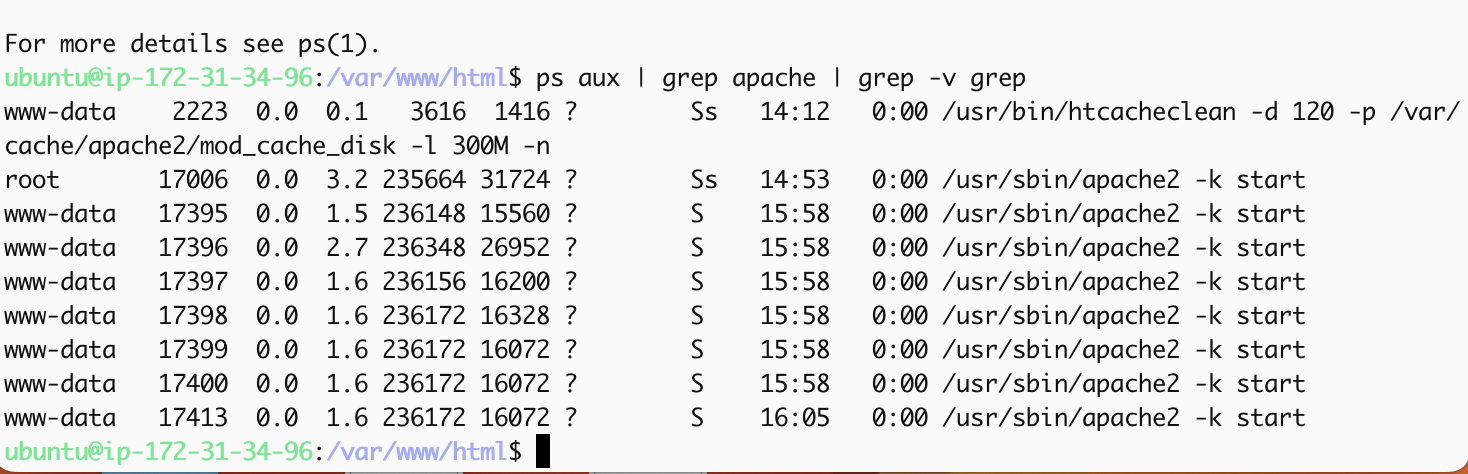 For more details see ps(1).
ubuntu@ip-172-31-34-96:/var/www/html$ ps aux | grep apache | grep -v grep
www-data    2223  0.0  0.1   3616  1416 ?        Ss   14:12   0:00 /usr/bin/htcacheclean -d 120 -p /var/
cache/apache2/mod_cache_disk -l 300M -n
root       17006  0.0  3.2 235664 31724 ?        Ss   14:53   0:00 /usr/sbin/apache2 -k start
www-data   17395  0.0  1.5 236148 15560 ?        S    15:58   0:00 /usr/sbin/apache2 -k start
www-data   17396  0.0  2.7 236348 26952 ?        S    15:58   0:00 /usr/sbin/apache2 -k start
www-data   17397  0.0  1.6 236156 16200 ?        S    15:58   0:00 /usr/sbin/apache2 -k start
www-data   17398  0.0  1.6 236172 16328 ?        S    15:58   0:00 /usr/sbin/apache2 -k start
www-data   17399  0.0  1.6 236172 16072 ?        S    15:58   0:00 /usr/sbin/apache2 -k start
www-data   17400  0.0  1.6 236172 16072 ?        S    15:58   0:00 /usr/sbin/apache2 -k start
www-data   17413  0.0  1.6 236172 16072 ?        S    16:05   0:00 /usr/sbin/apache2 -k start
ubuntu@ip-172-31-34-96:/var/www/html$